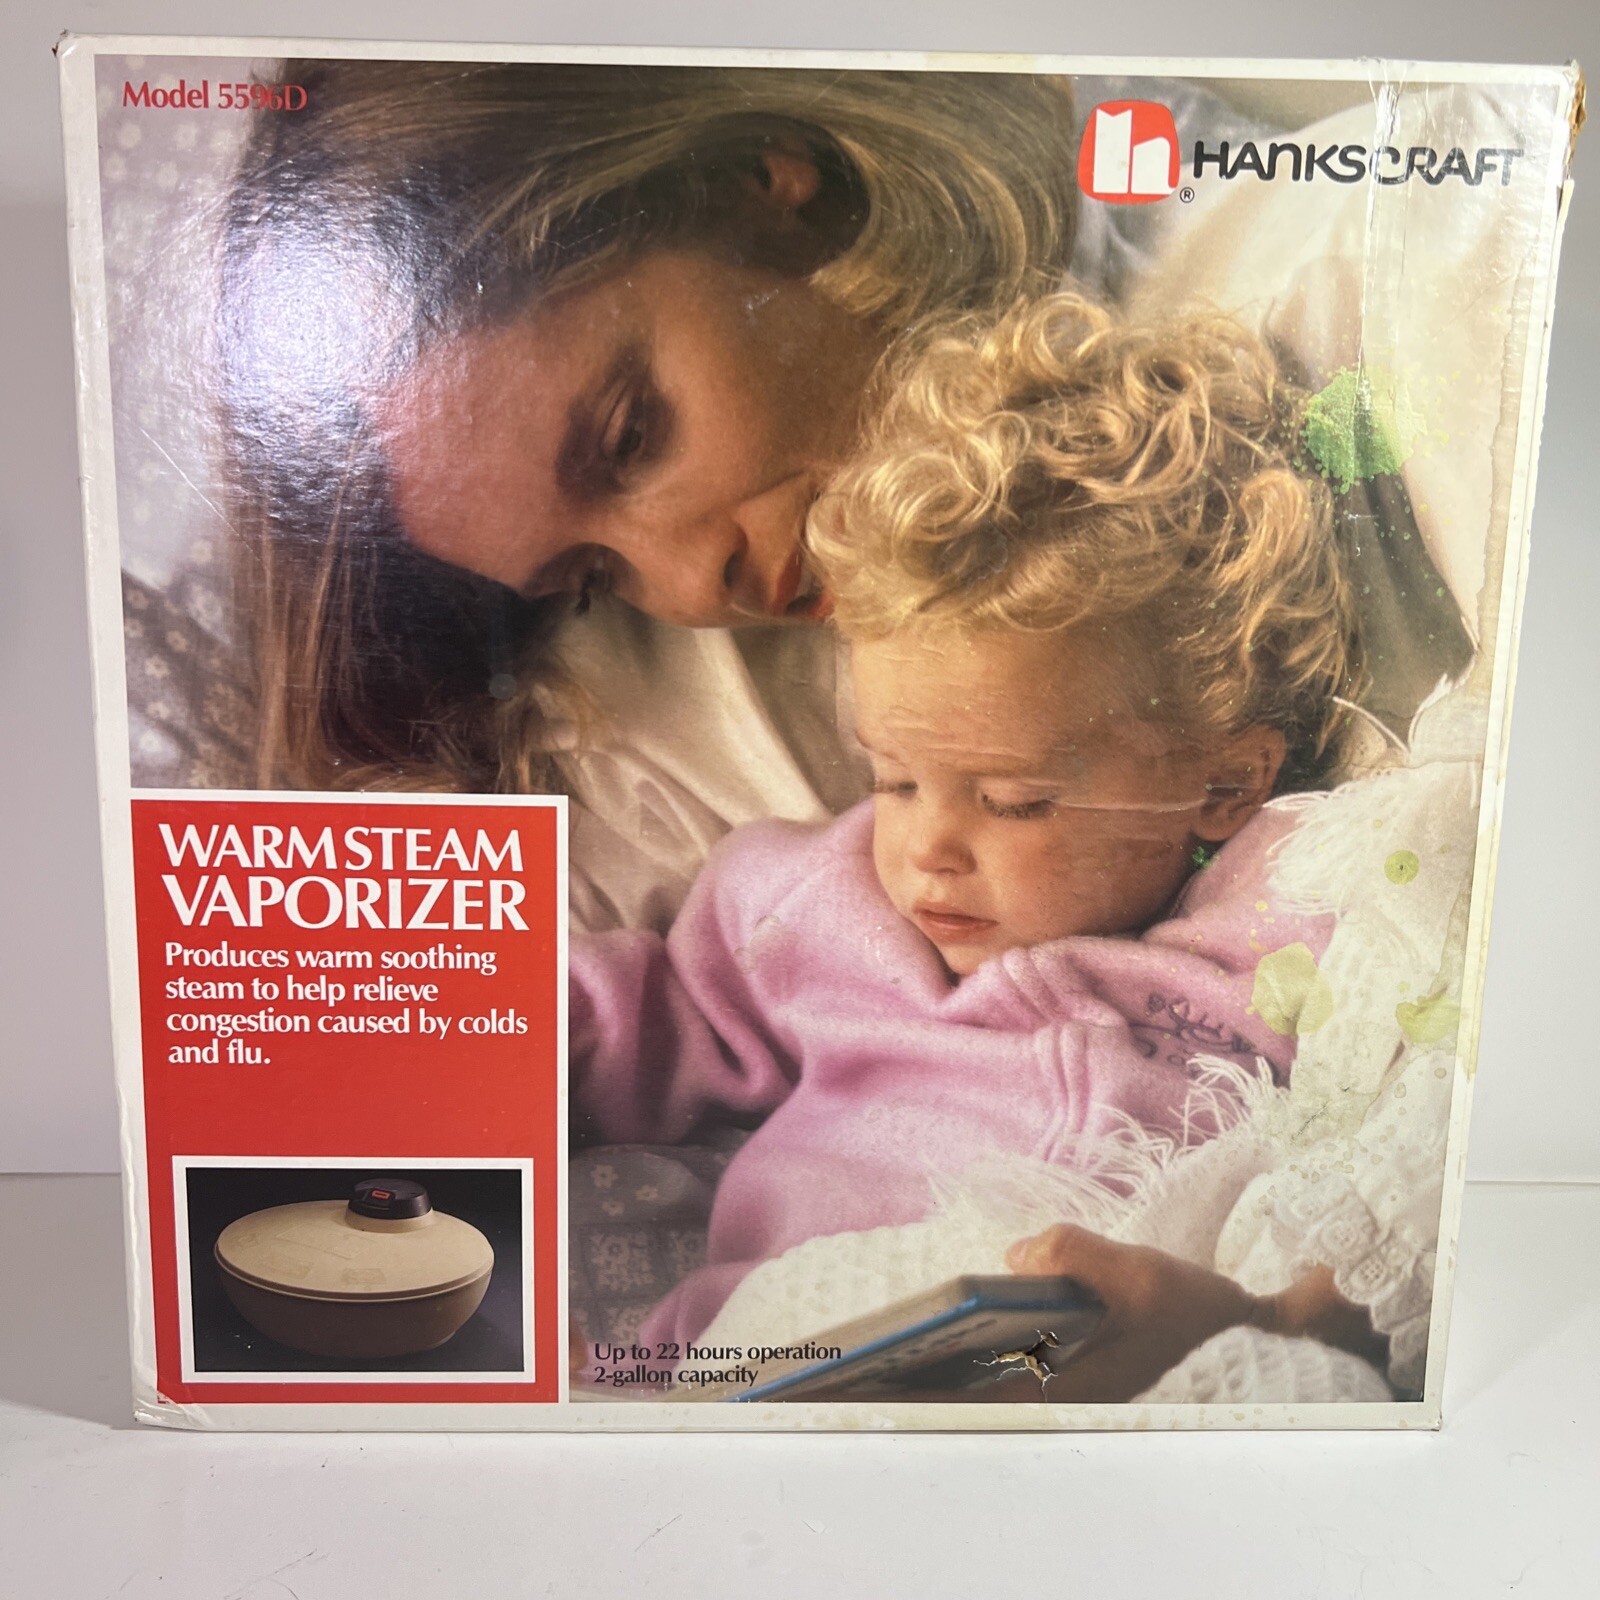 Model 5596D
HANKSCRAFT
®
WARM STEAM
VAPORIZER
Produces warm soothing
steam to help relieve
congestion caused by colds
and flu.
Up to 22 hours operation
2-gallon capacity